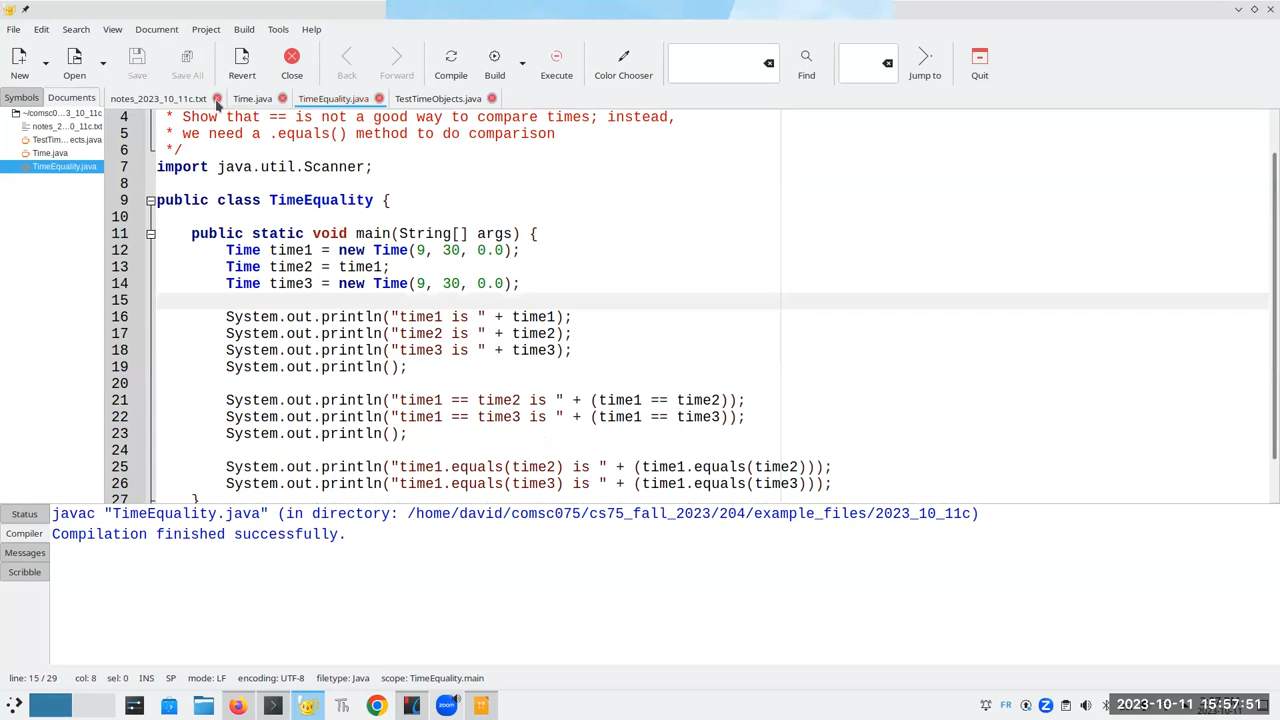 File Edit Search View Document Project Build Tools Help
New Open Save Save All Revert Close Back Forward Compile Build Execute Color Chooser Find Jump to Quit
Symbols Documents notes_2023_10_11c.txt Time.java TimeEquality.java TestTimeObjects.java
~/comsc0...3_10_11c
notes_2...0_11c.txt
TestTim...ects.java
Time.java
TimeEquality.java
4 * Show that == is not a good way to compare times; instead,
5 * we need a .equals() method to do comparison
6 */
7 import java.util.Scanner;
8
9 public class TimeEquality {
10
11 public static void main(String[] args) {
12 Time time1 = new Time(9, 30, 0.0);
13 Time time2 = time1;
14 Time time3 = new Time(9, 30, 0.0);
15
16 System.out.println("time1 is " + time1);
17 System.out.println("time2 is " + time2);
18 System.out.println("time3 is " + time3);
19 System.out.println();
20
21 System.out.println("time1 == time2 is " + (time1 == time2));
22 System.out.println("time1 == time3 is " + (time1 == time3));
23 System.out.println();
24
25 System.out.println("time1.equals(time2) is " + (time1.equals(time2)));
26 System.out.println("time1.equals(time3) is " + (time1.equals(time3)));
27 }
Status
Compiler
Messages
Scribble
javac "TimeEquality.java" (in directory: /home/david/comsc075/cs75_fall_2023/204/example_files/2023_10_11c)
Compilation finished successfully.
line: 15 / 29 col: 8 sel: 0 INS SP mode: LF encoding: UTF-8 filetype: Java scope: TimeEquality.main
Th zoom FR Z 2023-10-11 15:57:51